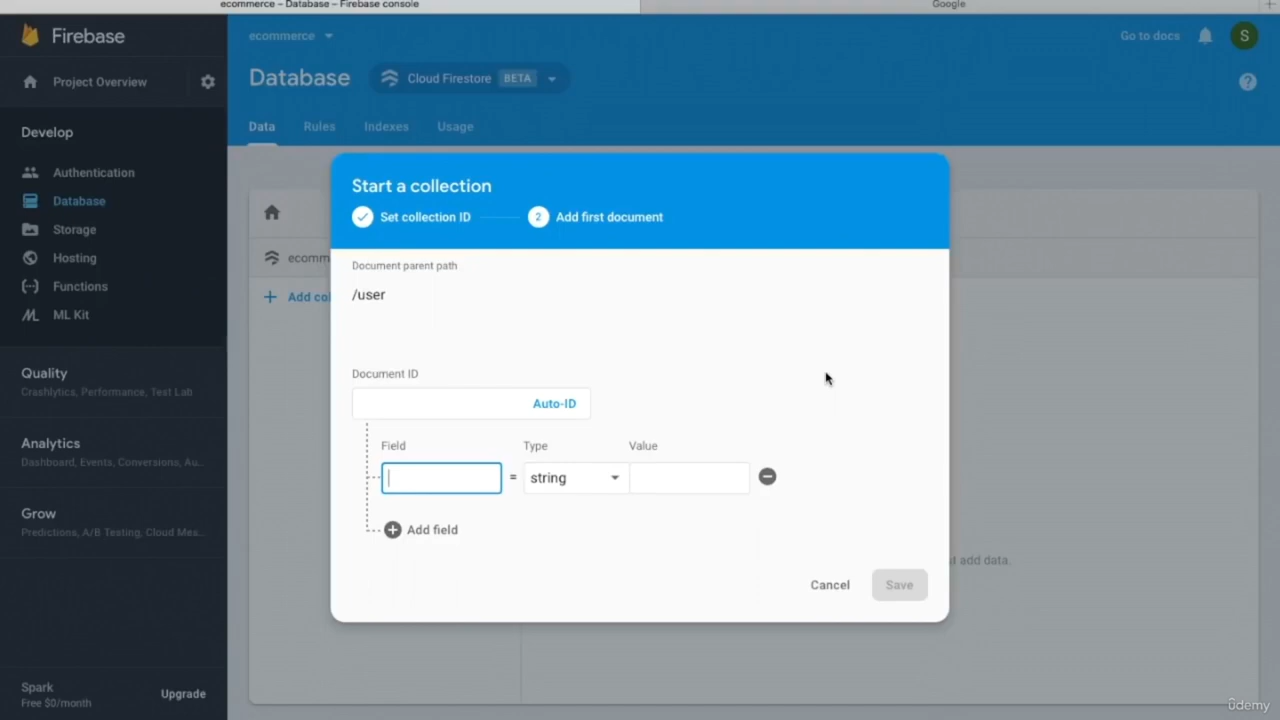 ecommerce – Database – Firebase console
Google
Firebase
ecommerce
Go to docs
S
Project Overview
Database
Cloud Firestore BETA
Data Rules Indexes Usage
Develop
Authentication
Database
Storage
Hosting
Functions
ML Kit
Quality
Crashlytics, Performance, Test Lab
Analytics
Dashboard, Events, Conversions, Au...
Grow
Predictions, A/B Testing, Cloud Mes...
Spark
Free $0/month
Upgrade
ecomm
Add col
Start a collection
Set collection ID
2 Add first document
Document parent path
/user
Document ID
Auto-ID
Field Type Value
= string
Add field
Cancel Save
add data.
ûdemy